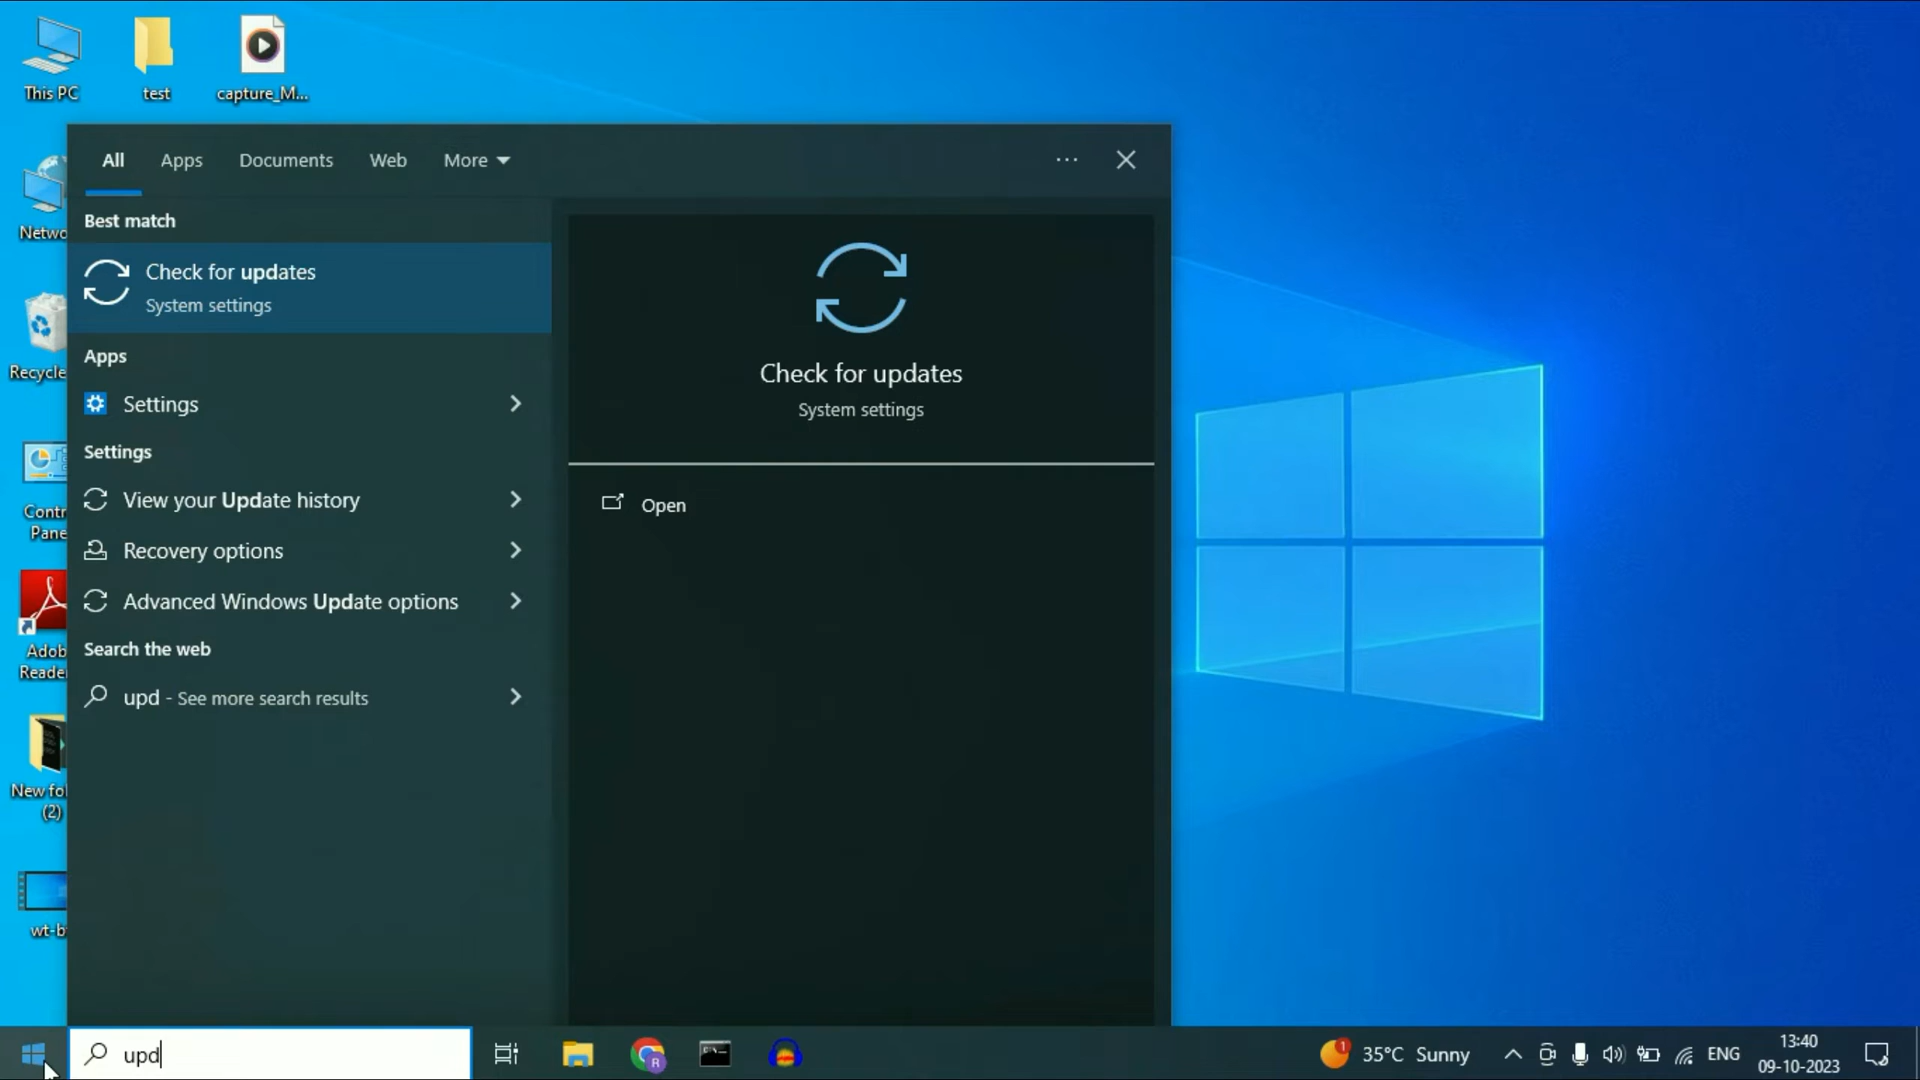 This PC
test
capture_M...
All
Apps
Documents
Web
More
Best match
Check for updates
System settings
Apps
Settings
Settings
View your Update history
Recovery options
Advanced Windows Update options
Search the web
upd - See more search results
Check for updates
System settings
Open
Netwo
Recycle
Contr
Pane
Adob
Reade
New fol
(2)
wt-b
upd
R
1
35°C Sunny
ENG
13:40
09-10-2023